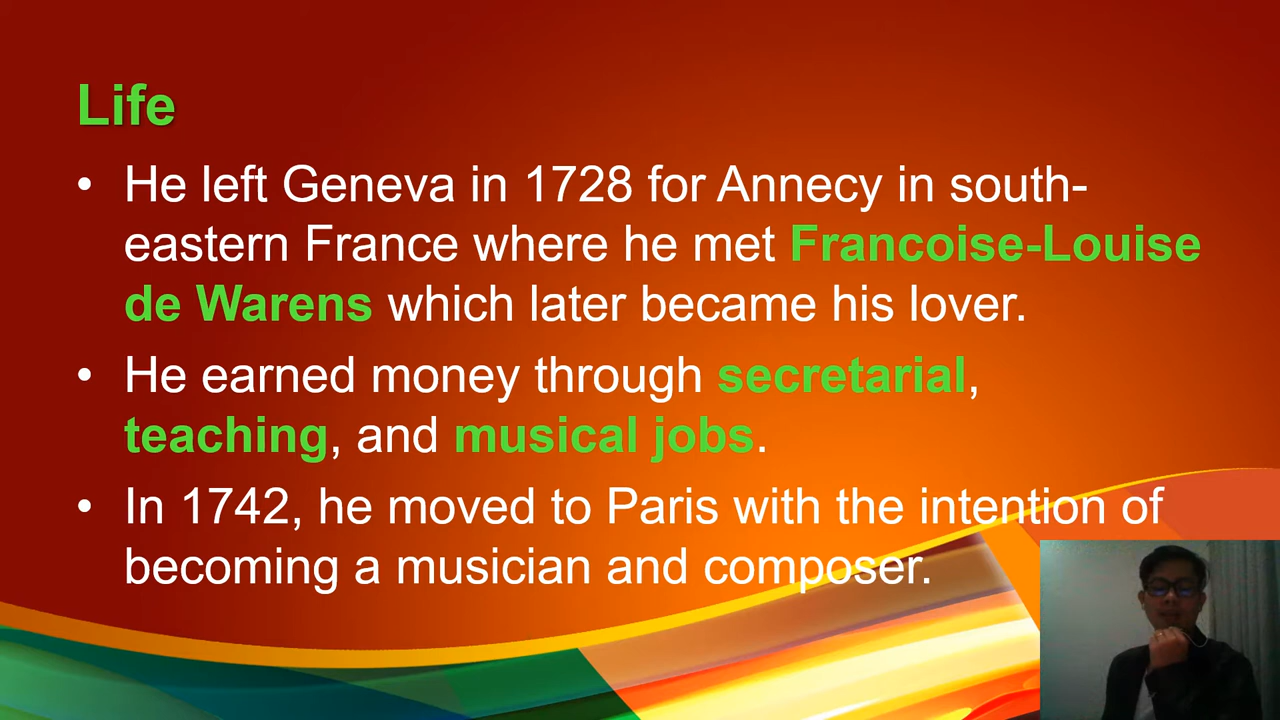 Life
• He left Geneva in 1728 for Annecy in south-
eastern France where he met Francoise-Louise
de Warens which later became his lover.
• He earned money through secretarial,
teaching, and musical jobs.
• In 1742, he moved to Paris with the intention of
becoming a musician and composer.